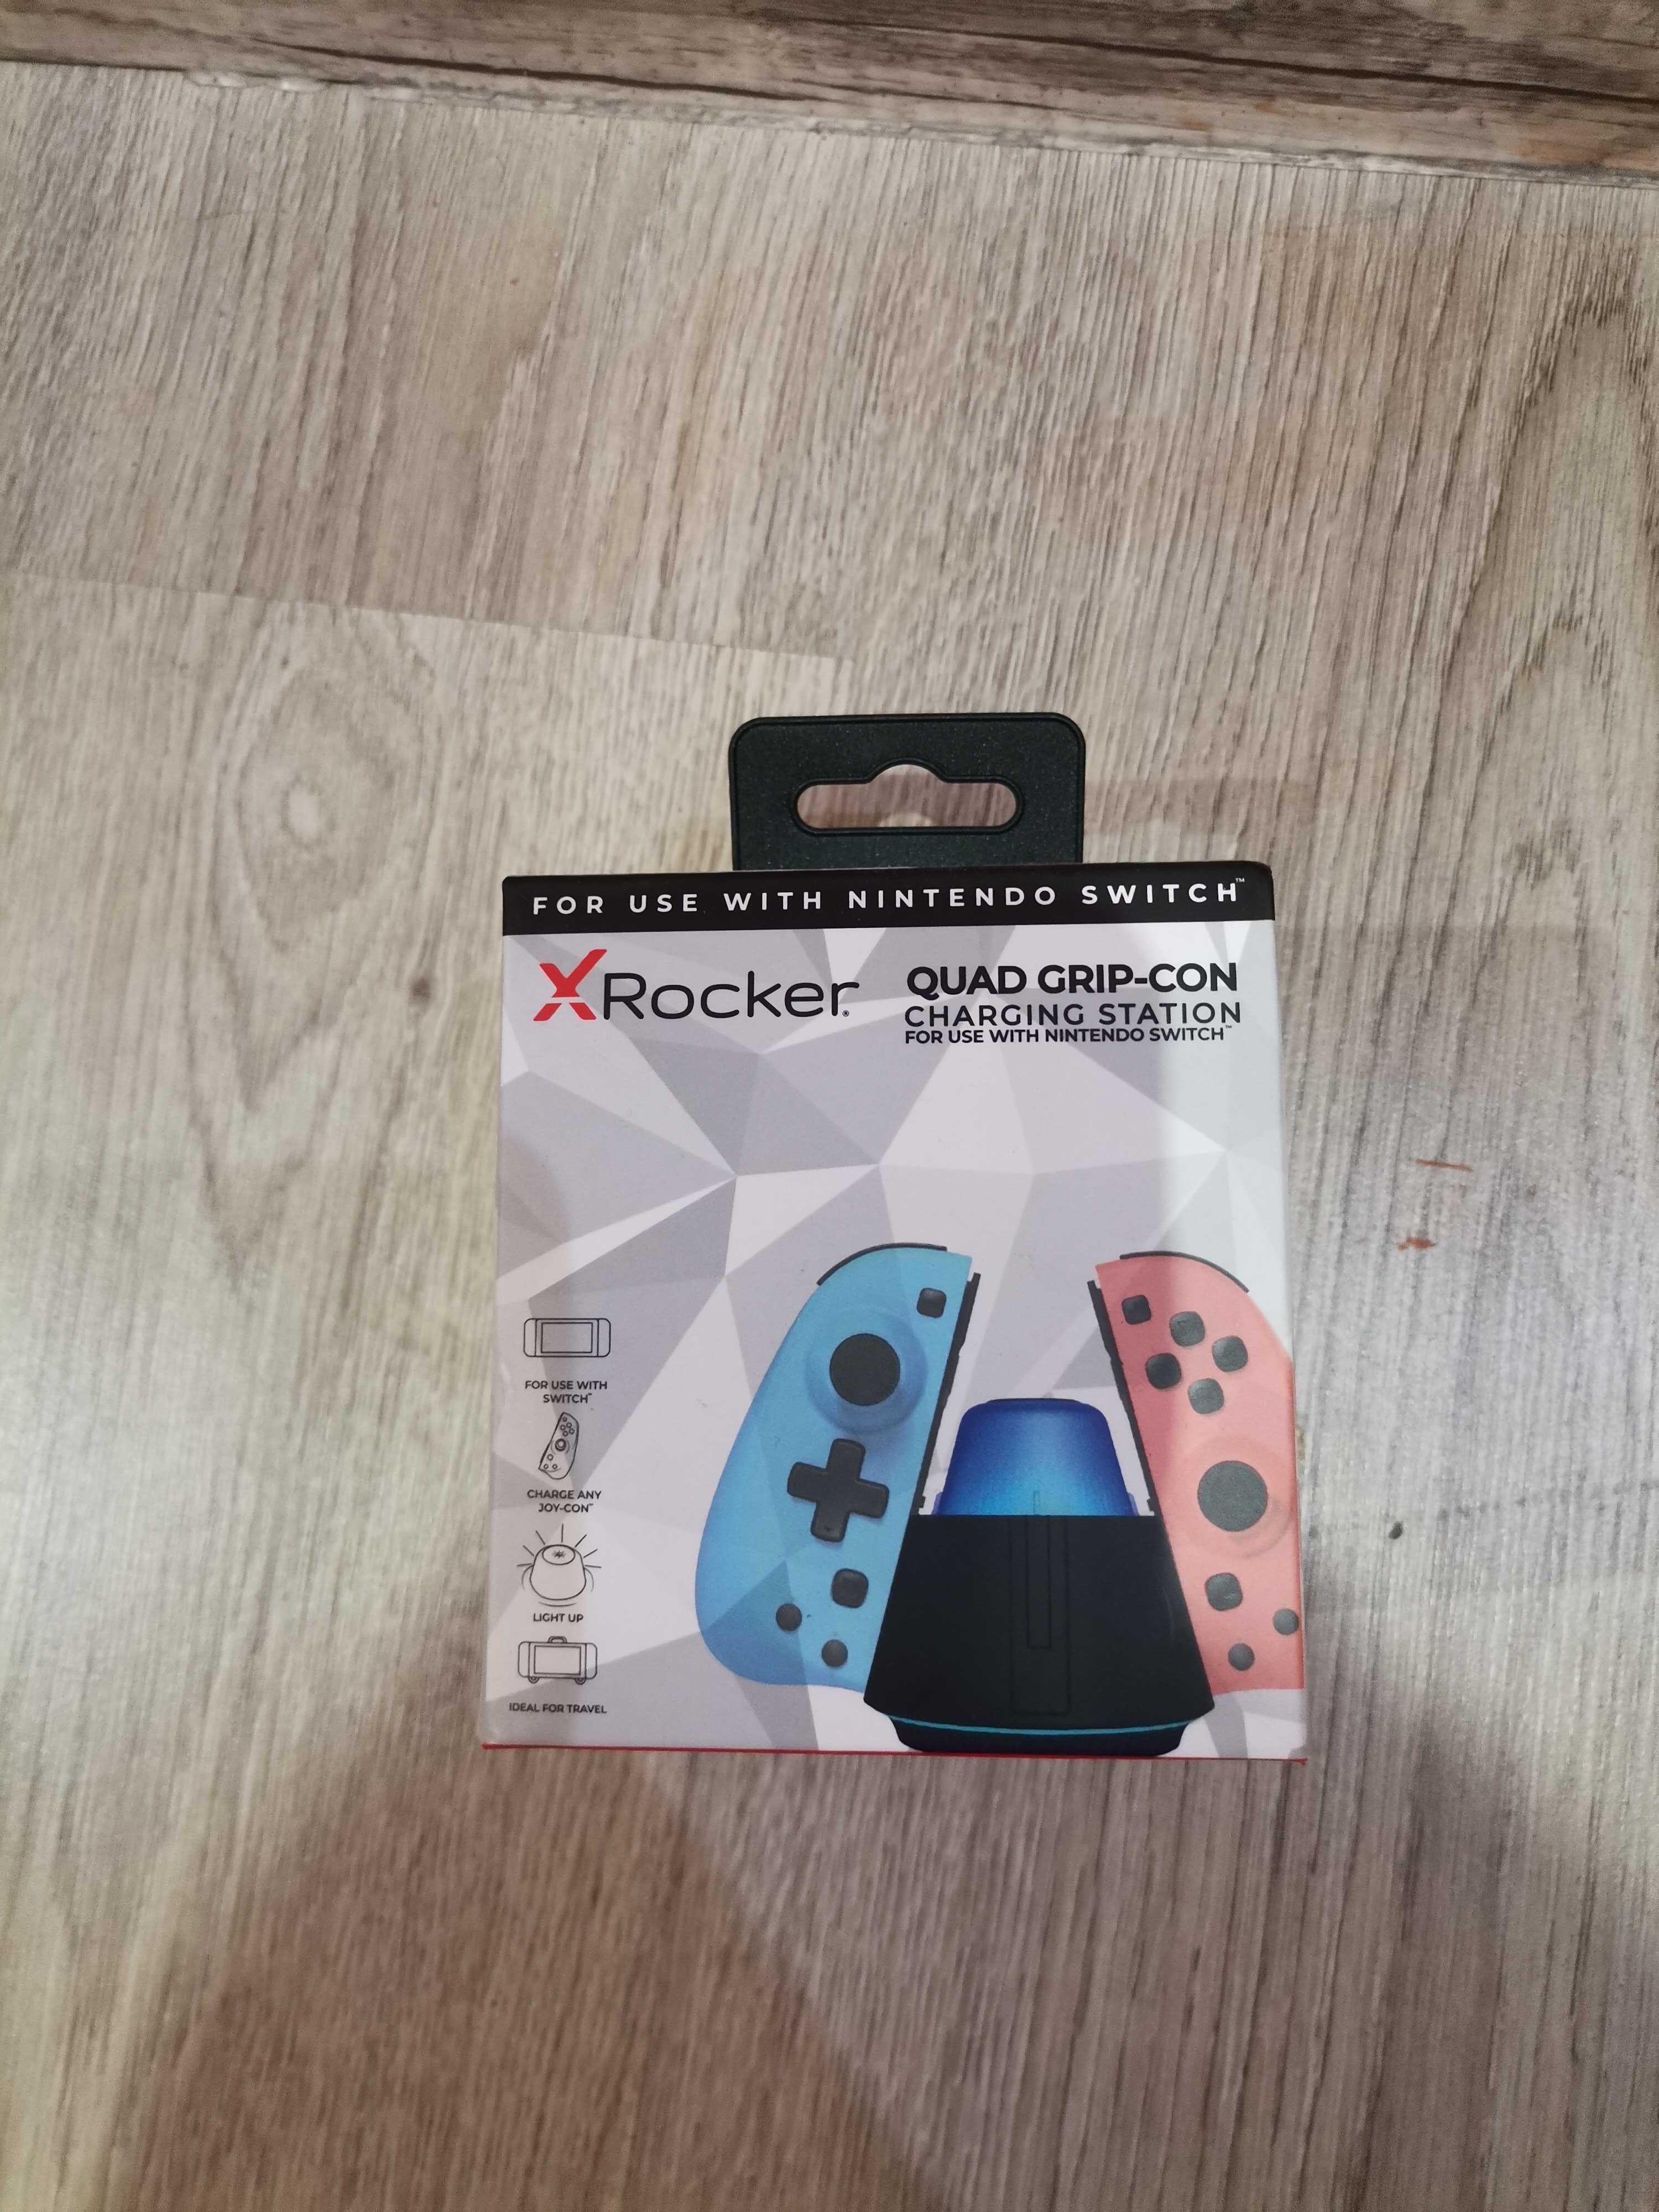 FOR USE WITH NINTENDO SWITCH™
XRocker®
QUAD GRIP-CON
CHARGING STATION
FOR USE WITH NINTENDO SWITCH™
FOR USE WITH
SWITCH™
CHARGE ANY
JOY-CON™
LIGHT UP
IDEAL FOR TRAVEL